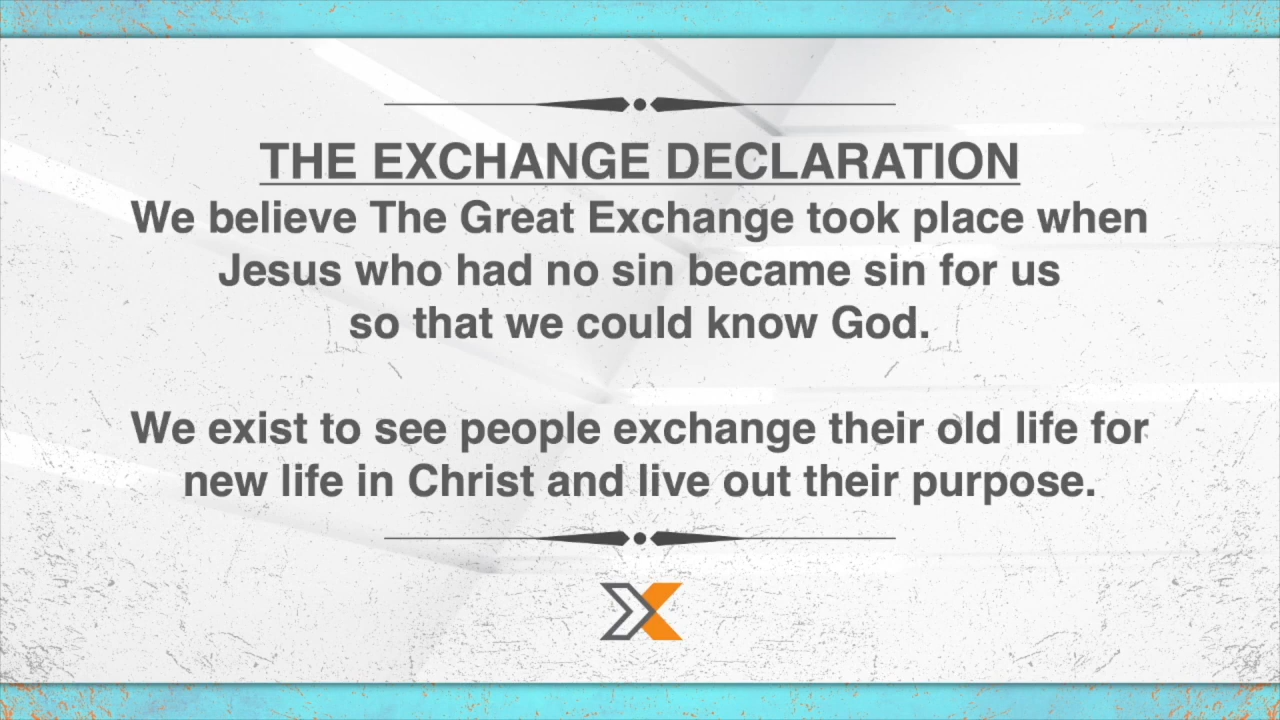 THE EXCHANGE DECLARATION
We believe The Great Exchange took place when
Jesus who had no sin became sin for us
so that we could know God.
We exist to see people exchange their old life for
new life in Christ and live out their purpose.